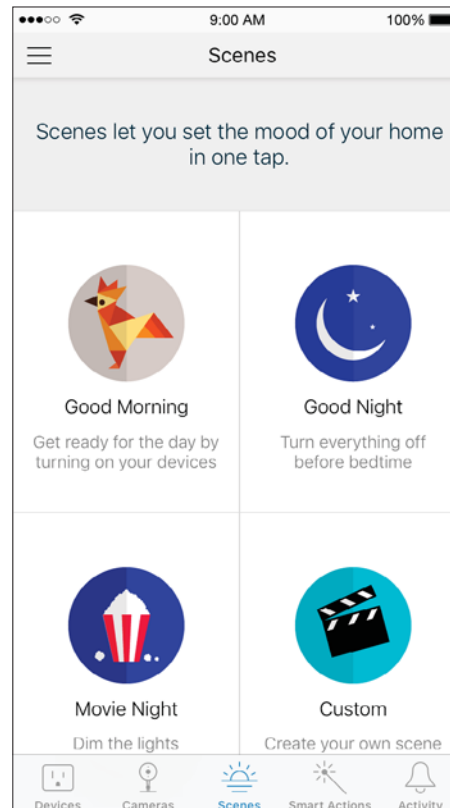 9:00 AM
100%
Scenes
Scenes let you set the mood of your home
in one tap.
Good Morning
Get ready for the day by
turning on your devices
Good Night
Turn everything off
before bedtime
Movie Night
Dim the lights
Custom
Create your own scene
Devices
Cameras
Scenes
Smart Actions
Activity